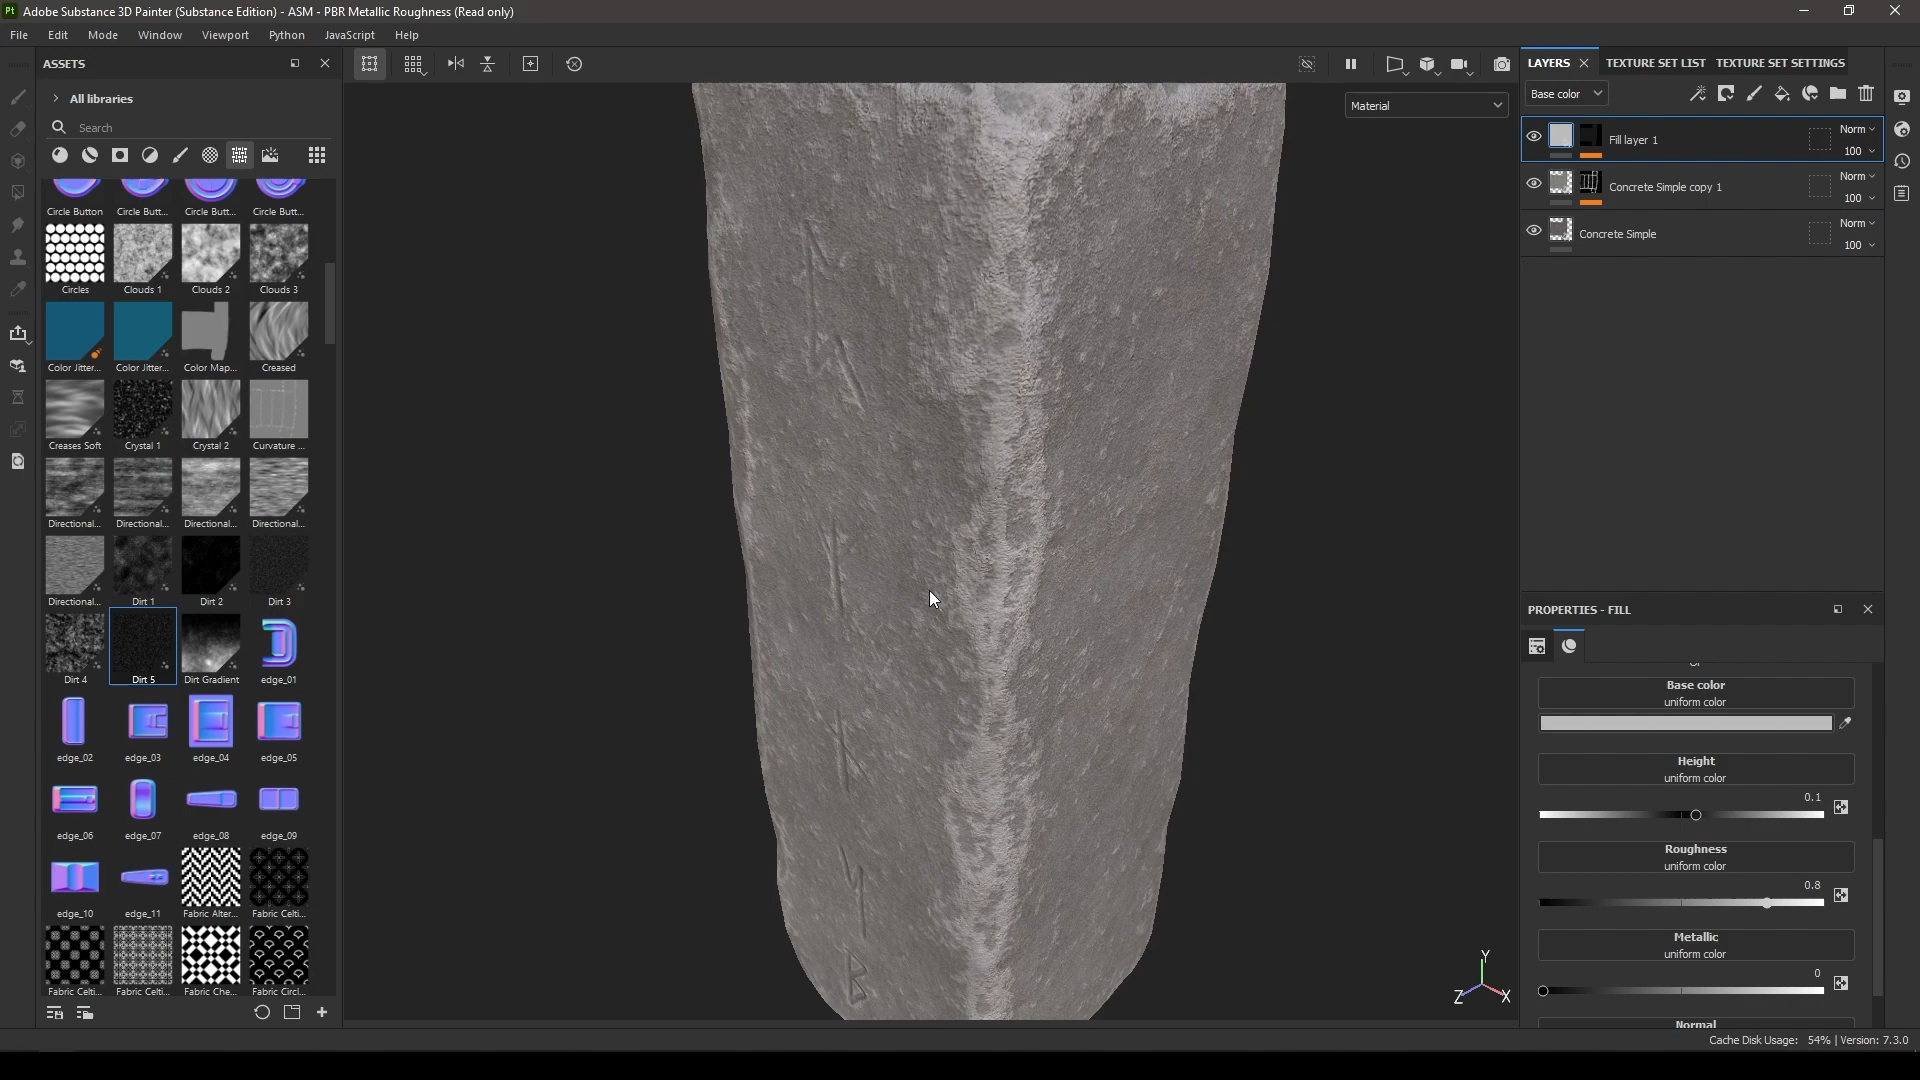 Pt Adobe Substance 3D Painter (Substance Edition) - ASM - PBR Metallic Roughness (Read only)
File Edit Mode Window Viewport Python JavaScript Help
ASSETS
All libraries
Search
Circle Button Circle Butt... Circle Butt... Circle Butt...
Circles Clouds 1 Clouds 2 Clouds 3
Color Jitter... Color Jitter... Color Map... Creased
Creases Soft Crystal 1 Crystal 2 Curvature ...
Directional... Directional... Directional... Directional...
Directional... Dirt 1 Dirt 2 Dirt 3
Dirt 4 Dirt 5 Dirt Gradient edge_01
edge_02 edge_03 edge_04 edge_05
edge_06 edge_07 edge_08 edge_09
edge_10 edge_11 Fabric Alter... Fabric Celti...
Fabric Celti... Fabric Celti... Fabric Che... Fabric Circl...
Material
Y
Z X
LAYERS TEXTURE SET LIST TEXTURE SET SETTINGS
Base color
Fill layer 1 Norm 100
Concrete Simple copy 1 Norm 100
Concrete Simple Norm 100
PROPERTIES - FILL
Base color
uniform color
Height
uniform color
0.1
Roughness
uniform color
0.8
Metallic
uniform color
0
Normal
Cache Disk Usage: 54% | Version: 7.3.0